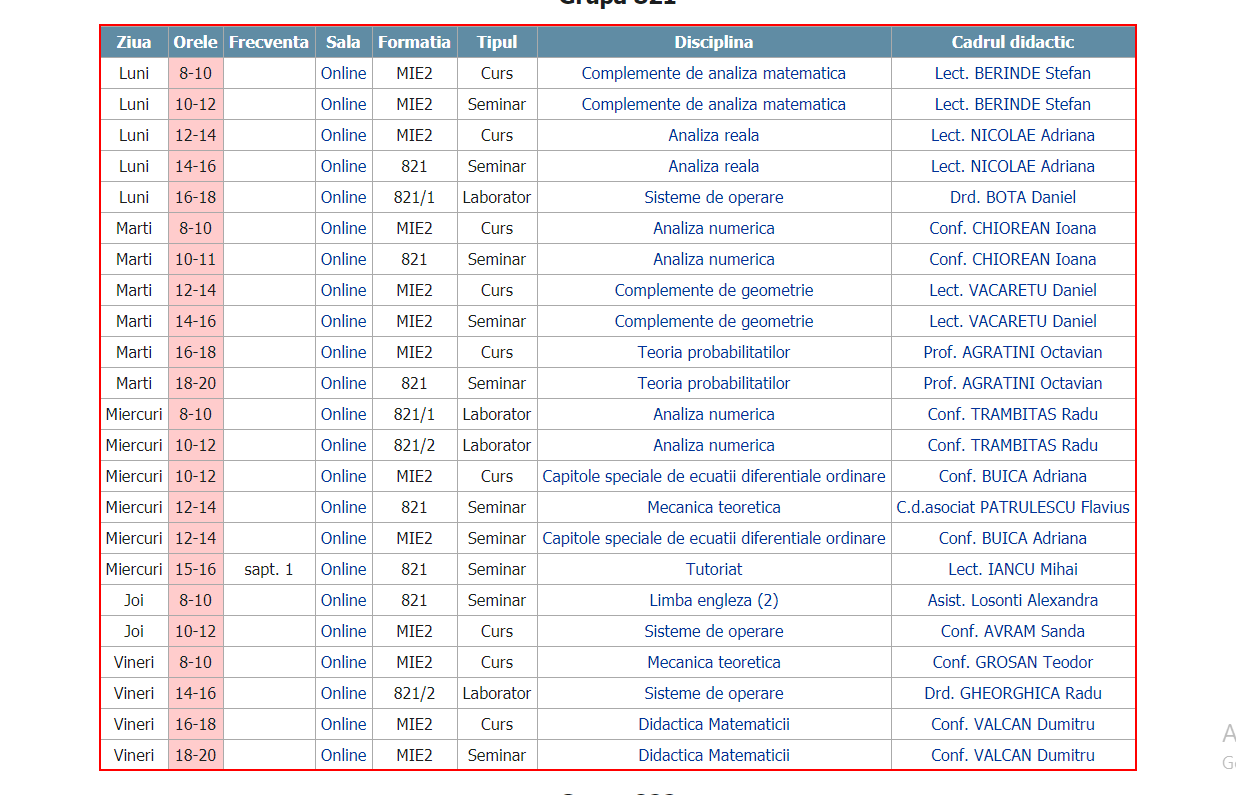 Grupa 821
Ziua Orele Frecventa Sala Formatia Tipul Disciplina Cadrul didactic
Luni 8-10 Online MIE2 Curs Complemente de analiza matematica Lect. BERINDE Stefan
Luni 10-12 Online MIE2 Seminar Complemente de analiza matematica Lect. BERINDE Stefan
Luni 12-14 Online MIE2 Curs Analiza reala Lect. NICOLAE Adriana
Luni 14-16 Online 821 Seminar Analiza reala Lect. NICOLAE Adriana
Luni 16-18 Online 821/1 Laborator Sisteme de operare Drd. BOTA Daniel
Marti 8-10 Online MIE2 Curs Analiza numerica Conf. CHIOREAN Ioana
Marti 10-11 Online 821 Seminar Analiza numerica Conf. CHIOREAN Ioana
Marti 12-14 Online MIE2 Curs Complemente de geometrie Lect. VACARETU Daniel
Marti 14-16 Online MIE2 Seminar Complemente de geometrie Lect. VACARETU Daniel
Marti 16-18 Online MIE2 Curs Teoria probabilitatilor Prof. AGRATINI Octavian
Marti 18-20 Online 821 Seminar Teoria probabilitatilor Prof. AGRATINI Octavian
Miercuri 8-10 Online 821/1 Laborator Analiza numerica Conf. TRAMBITAS Radu
Miercuri 10-12 Online 821/2 Laborator Analiza numerica Conf. TRAMBITAS Radu
Miercuri 10-12 Online MIE2 Curs Capitole speciale de ecuatii diferentiale ordinare Conf. BUICA Adriana
Miercuri 12-14 Online 821 Seminar Mecanica teoretica C.d.asociat PATRULESCU Flavius
Miercuri 12-14 Online MIE2 Seminar Capitole speciale de ecuatii diferentiale ordinare Conf. BUICA Adriana
Miercuri 15-16 sapt. 1 Online 821 Seminar Tutoriat Lect. IANCU Mihai
Joi 8-10 Online 821 Seminar Limba engleza (2) Asist. Losonti Alexandra
Joi 10-12 Online MIE2 Curs Sisteme de operare Conf. AVRAM Sanda
Vineri 8-10 Online MIE2 Curs Mecanica teoretica Conf. GROSAN Teodor
Vineri 14-16 Online 821/2 Laborator Sisteme de operare Drd. GHEORGHICA Radu
Vineri 16-18 Online MIE2 Curs Didactica Matematicii Conf. VALCAN Dumitru
Vineri 18-20 Online MIE2 Seminar Didactica Matematicii Conf. VALCAN Dumitru